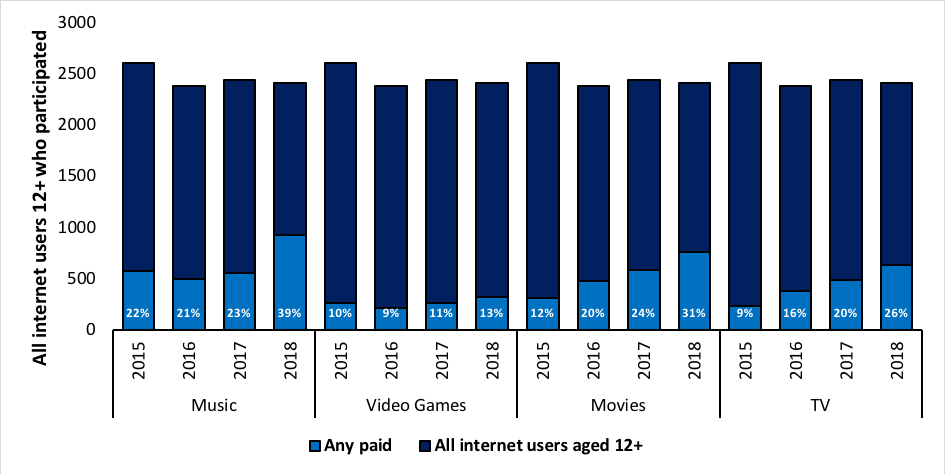 All internet users 12+ who participated
3000
2500
2000
1500
1000
500
0
22% 21% 23% 39% 10% 9% 11% 13% 12% 20% 24% 31% 9% 16% 20% 26%
2015 2016 2017 2018 2015 2016 2017 2018 2015 2016 2017 2018 2015 2016 2017 2018
Music Video Games Movies TV
Any paid All internet users aged 12+